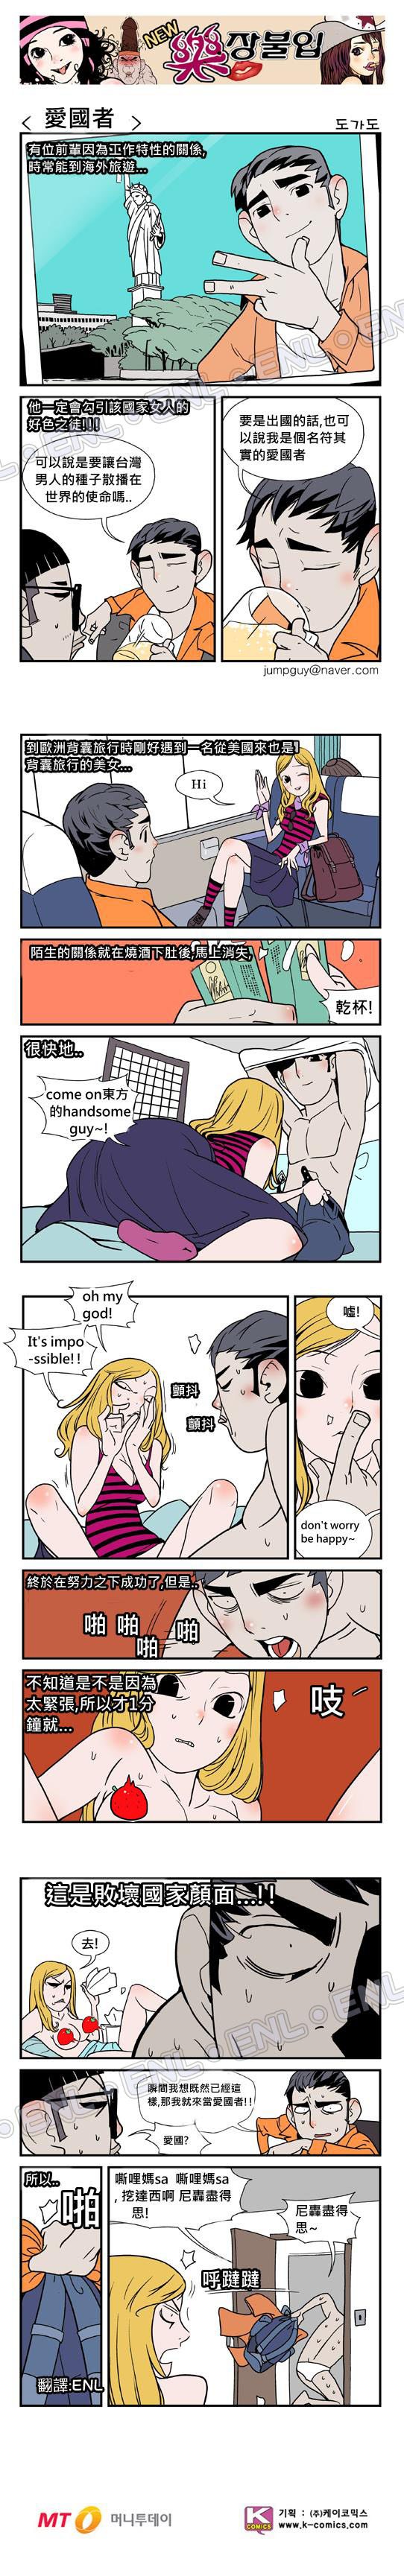 NEW 樂 장불입
< 愛國者 >
도가도
有位前輩因為工作特性的關係,
時常能到海外旅遊...
他一定會勾引該國家女人的
好色之徒!!!
可以說是要讓台灣
男人的種子散播在
世界的使命嗎..
要是出國的話,也可
以說我是個名符其
實的愛國者
jumpguy@naver.com
到歐洲背囊旅行時剛好遇到一名從美國來也是!
背囊旅行的美女...
Hi
陌生的關係就在燒酒下肚後,馬上消失,
乾杯!
很快地..
come on東方
的handsome
guy~!
oh my
god!
It's impo
-ssible!!
顫抖
顫抖
噓!
don't worry
be happy~
終於在努力之下成功了,但是..
啪 啪 啪 啪
不知道是不是因為
太緊張,所以才1分
鐘就...
吱
這是敗壞國家顏面...!!
去!
瞬間我想既然已經這
樣,那我就來當愛國者!!
愛國?
所以..
啪
嘶哩媽sa 嘶哩媽sa
, 挖達西啊 尼轟盡得
思!
尼轟盡得
思~
呼躂躂
翻譯:ENL
ENL
MT 머니투데이
K COMICS
기획 : (주)케이코믹스
www.k-comics.com